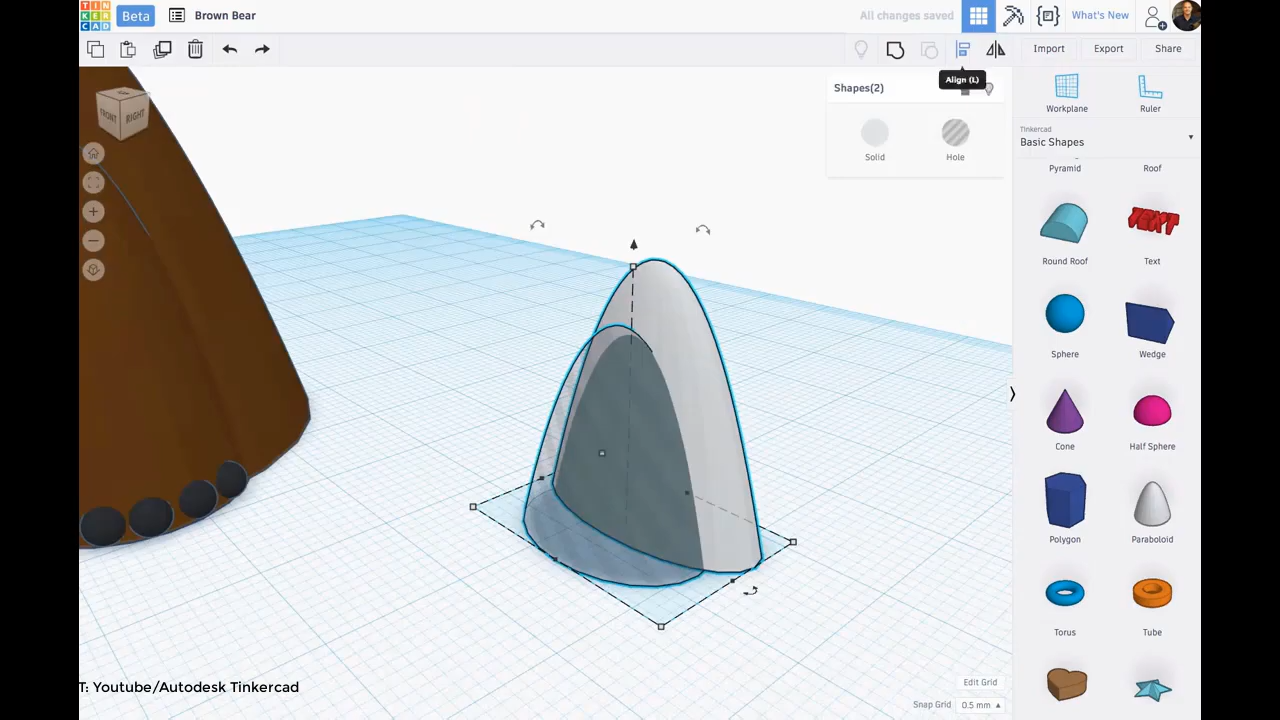 TIN
KER
CAD
Beta
Brown Bear
All changes saved
What's New
Import
Export
Share
Align (L)
Shapes(2)
Solid
Hole
Workplane
Ruler
Tinkercad
Basic Shapes
Pyramid
Roof
Round Roof
TEXT
Text
Sphere
Wedge
Cone
Half Sphere
Polygon
Paraboloid
Torus
Tube
FRONT
RIGHT
Edit Grid
Snap Grid
0.5 mm
T: Youtube/Autodesk Tinkercad